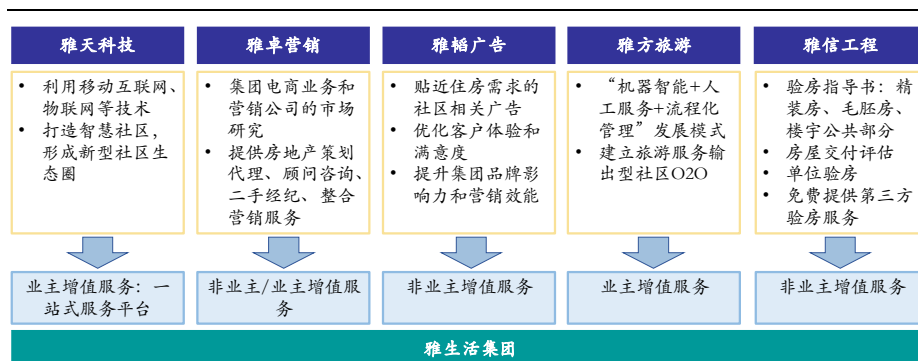 雅天科技
雅卓营销
雅韬广告
雅方旅游
雅信工程
• 利用移动互联网、
物联网等技术
• 打造智慧社区，
形成新型社区生
态圈
• 集团电商业务和
营销公司的市场
研究
• 提供房地产策划
代理、顾问咨询、
二手经纪、整合
营销服务
• 贴近住房需求的
社区相关广告
• 优化客户体验和
满意度
• 提升集团品牌影
响力和营销效能
• “机器智能+人
工服务+流程化
管理”发展模式
• 建立旅游服务输
出型社区O2O
• 验房指导书：精
装房、毛胚房、
楼宇公共部分
• 房屋交付评估
• 单位验房
• 免费提供第三方
验房服务
业主增值服务：一
站式服务平台
非业主/业主增值服
务
非业主增值服务
业主增值服务
非业主增值服务
雅生活集团